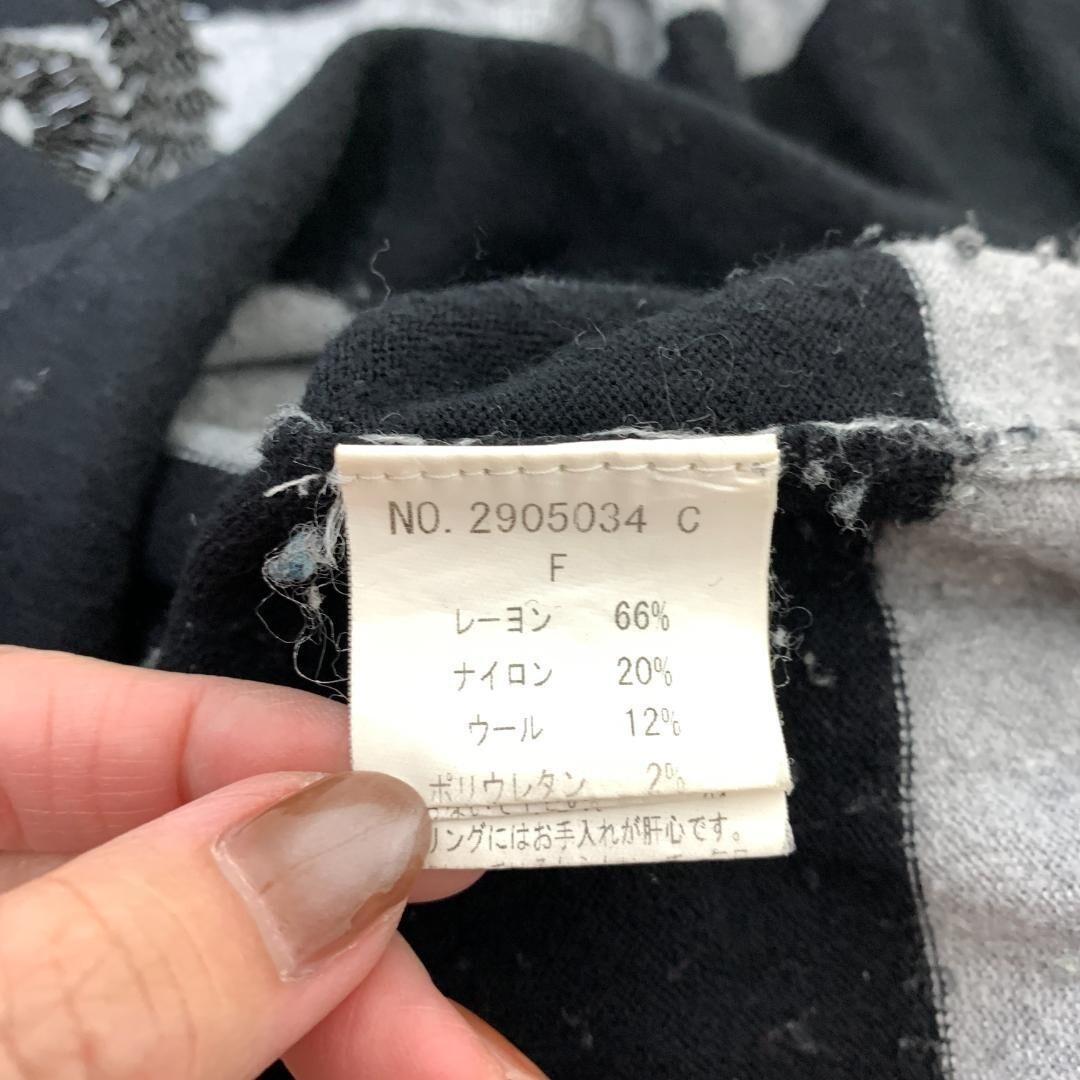 NO. 2905034 C
F
レーヨン 66%
ナイロン 20%
ウール 12%
ポリウレタン 2%
リングにはお手入れが肝心です。